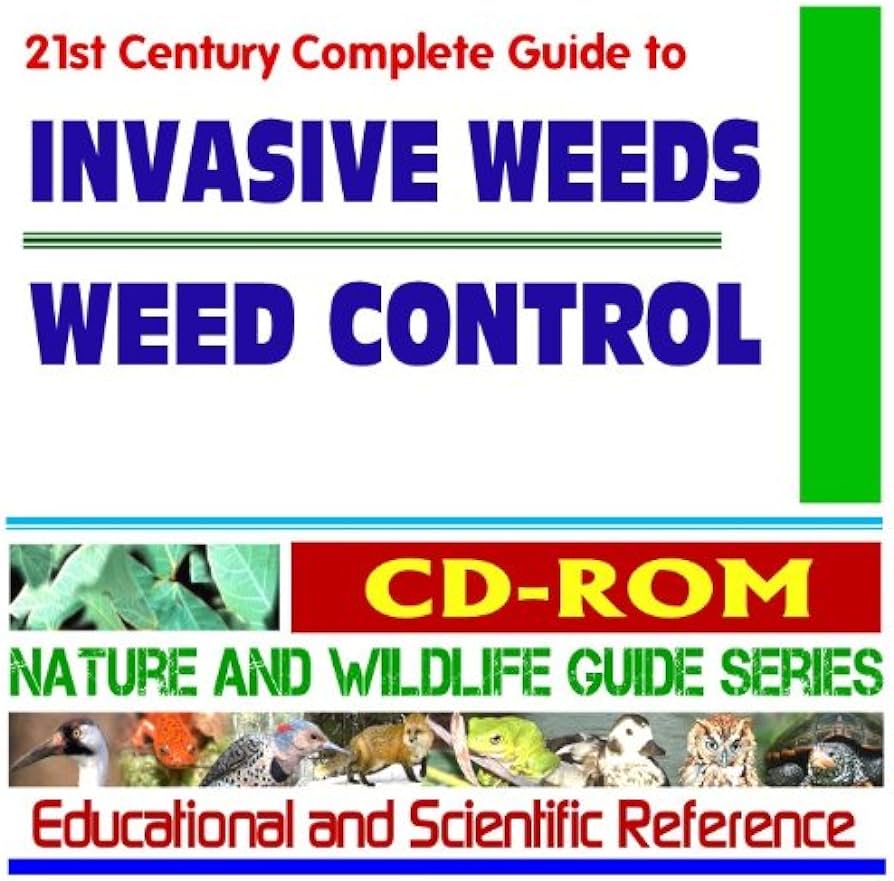 21st Century Complete Guide to
INVASIVE WEEDS
WEED CONTROL
CD-ROM
NATURE AND WILDLIFE GUIDE SERIES
Educational and Scientific Reference